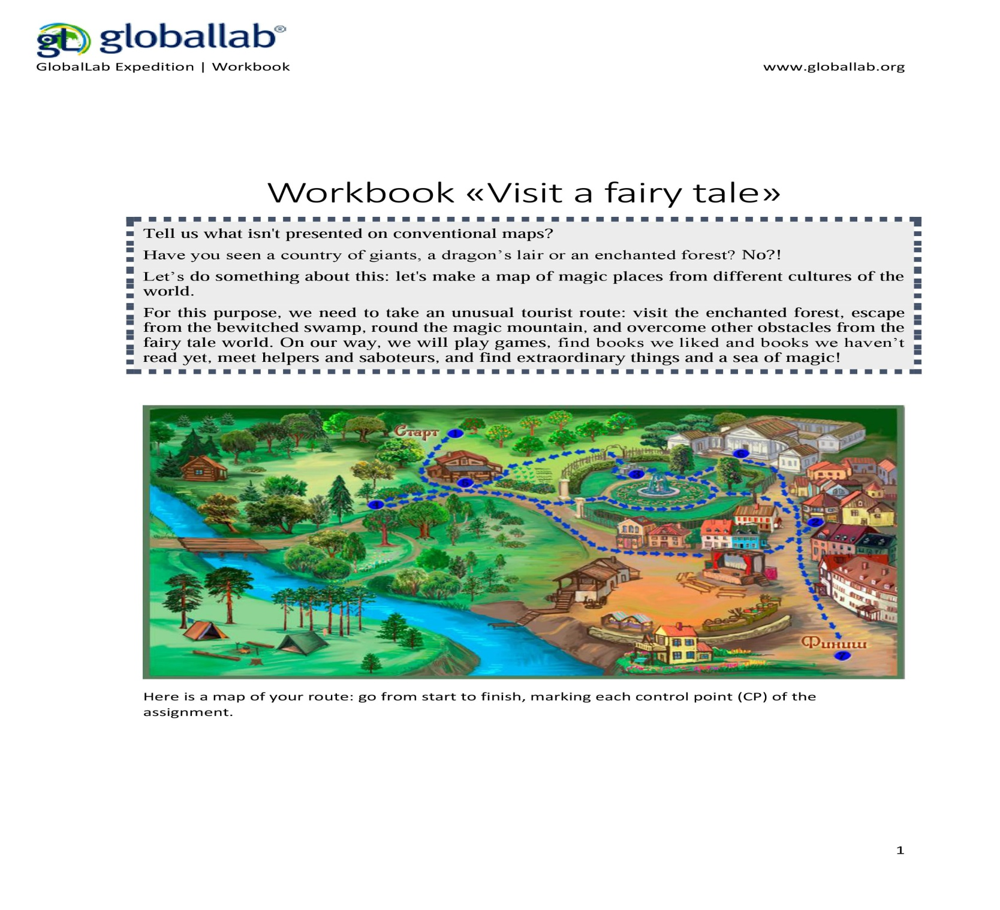 gL globallab®
GlobalLab Expedition | Workbook www.globallab.org
Workbook «Visit a fairy tale»
Tell us what isn't presented on conventional maps?
Have you seen a country of giants, a dragon’s lair or an enchanted forest? No?!
Let’s do something about this: let's make a map of magic places from different cultures of the
world.
For this purpose, we need to take an unusual tourist route: visit the enchanted forest, escape
from the bewitched swamp, round the magic mountain, and overcome other obstacles from the
fairy tale world. On our way, we will play games, find books we liked and books we haven’t
read yet, meet helpers and saboteurs, and find extraordinary things and a sea of magic!
Старт 1
6
3
5
4
2
Финиш
7
Here is a map of your route: go from start to finish, marking each control point (CP) of the
assignment.
1